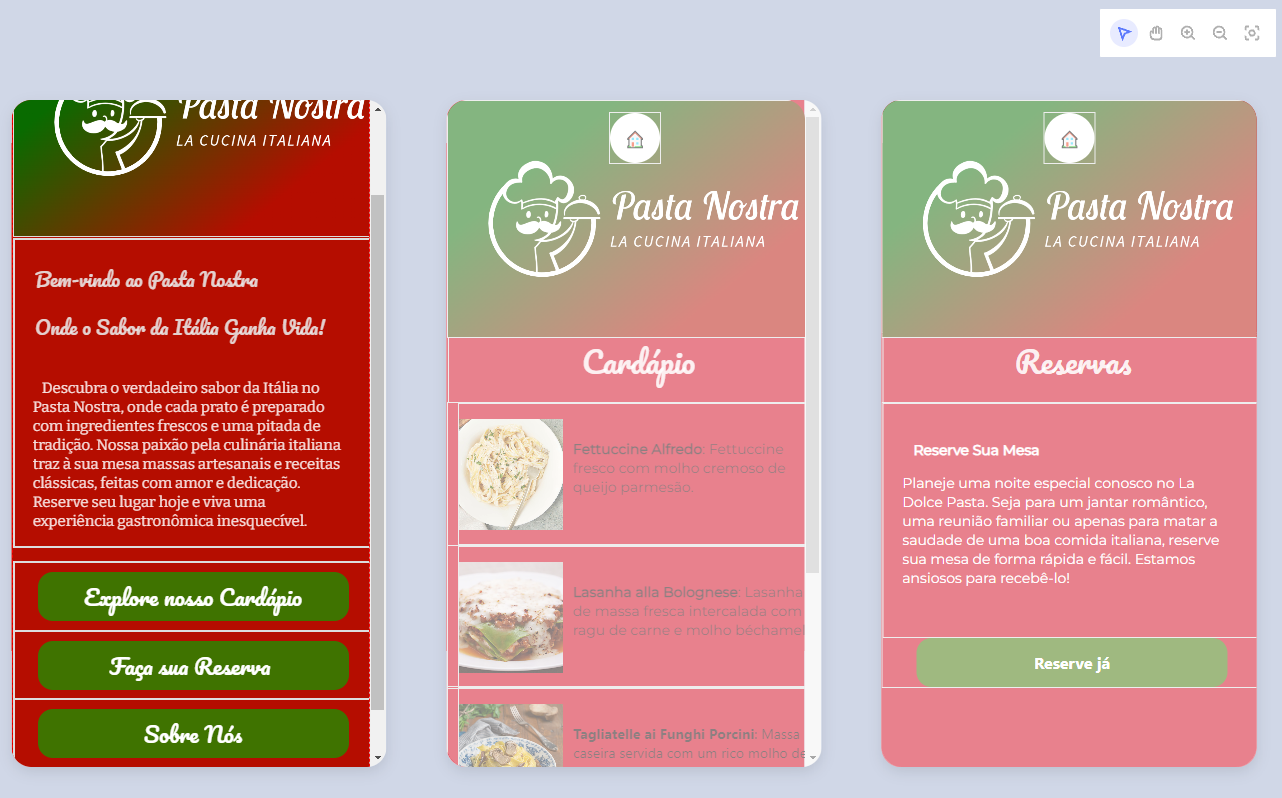 Pasta Nostra
LA CUCINA ITALIANA
Bem-vindo ao Pasta Nostra
Onde o Sabor da Itália Ganha Vida!
Descubra o verdadeiro sabor da Itália no
Pasta Nostra, onde cada prato é preparado
com ingredientes frescos e uma pitada de
tradição. Nossa paixão pela culinária italiana
traz à sua mesa massas artesanais e receitas
clássicas, feitas com amor e dedicação.
Reserve seu lugar hoje e viva uma
experiência gastronômica inesquecível.
Explore nosso Cardápio
Faça sua Reserva
Sobre Nós
Pasta Nostra
LA CUCINA ITALIANA
Cardápio
Fettuccine Alfredo: Fettuccine
fresco com molho cremoso de
queijo parmesão.
Lasanha alla Bolognese: Lasanha
de massa fresca intercalada com
ragu de carne e molho béchamel
Tagliatelle ai Funghi Porcini: Massa
caseira servida com um rico molho de
Pasta Nostra
LA CUCINA ITALIANA
Reservas
Reserve Sua Mesa
Planeje uma noite especial conosco no La
Dolce Pasta. Seja para um jantar romântico,
uma reunião familiar ou apenas para matar a
saudade de uma boa comida italiana, reserve
sua mesa de forma rápida e fácil. Estamos
ansiosos para recebê-lo!
Reserve já